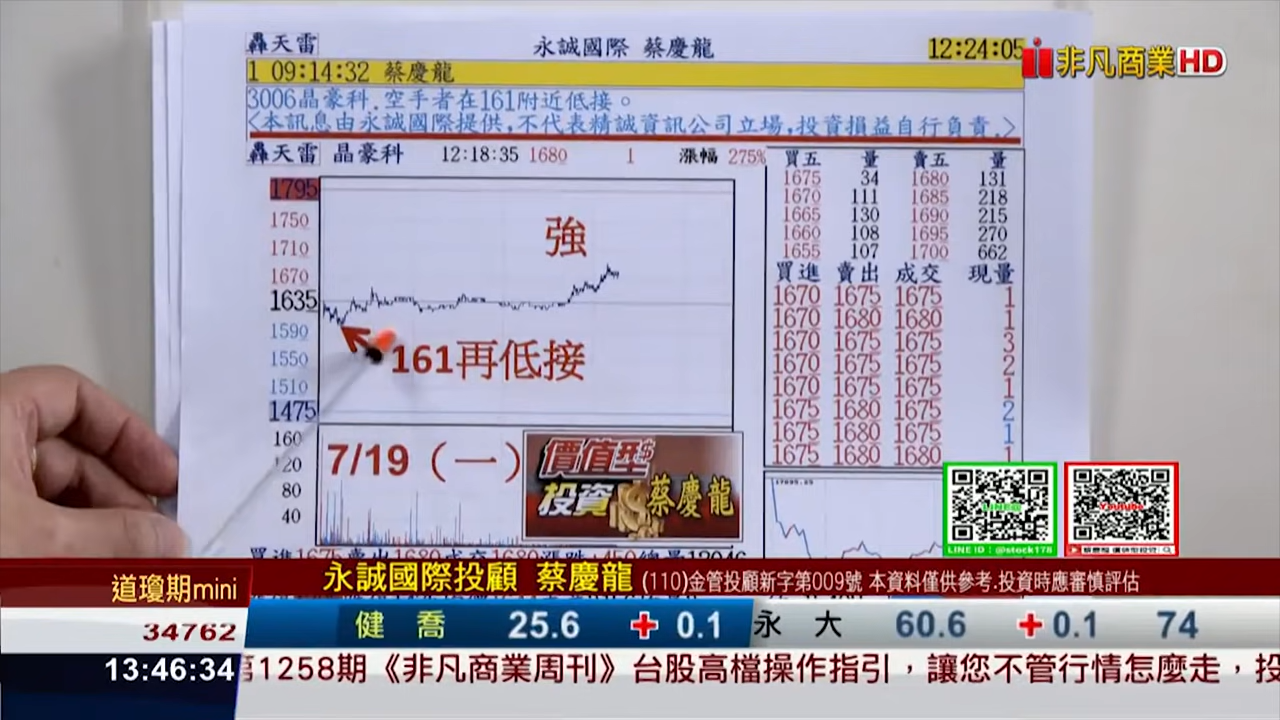 轟天雷 永誠國際 蔡慶龍 12:24:05
非凡商業HD
1 09:14:32 蔡慶龍
3006晶豪科.空手者在161附近低接。
<本訊息由永誠國際提供,不代表精誠資訊公司立場,投資損益自行負責.>
轟天雷 晶豪科 12:18:35 1680 1 漲幅 275%
買五 量 賣五 量
1675 34 1680 131
1670 111 1685 218
1665 130 1690 215
1660 108 1695 270
1655 107 1700 662
買進 賣出 成交 現量
1670 1675 1675 1
1670 1680 1680 1
1670 1675 1675 3
1670 1675 1675 2
1670 1675 1675 1
1675 1680 1675 2
1675 1680 1675 1
1675 1680 1680 1
1795
1750
1710
1670
1635
1590
1550
1510
1475
160
120
80
40
強
161再低接
7/19(一)
價值型$
投資 蔡慶龍
17895.25
LINE@
LINE ID:@stock178
Youtube
道瓊期mini
34762
13:46:34
永誠國際投顧 蔡慶龍 (110)金管投顧新字第009號 本資料僅供參考.投資時應審慎評估
健喬 25.6 + 0.1 永大 60.6 + 0.1 74
第1258期《非凡商業周刊》台股高檔操作指引,讓您不管行情怎麼走,投